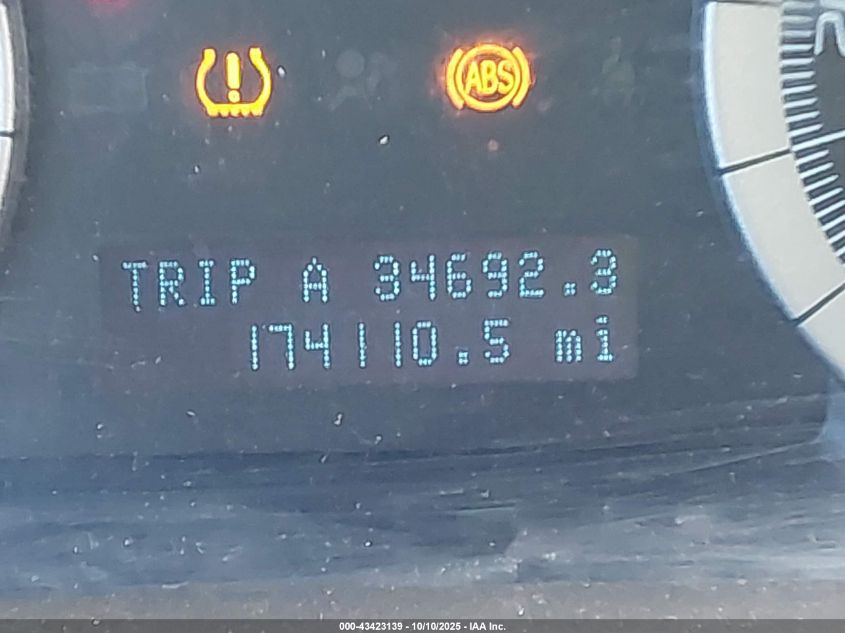 ABS
TRIP A 34692.3
174110.5 mi
000-43423139 - 10/10/2025 - IAA Inc.